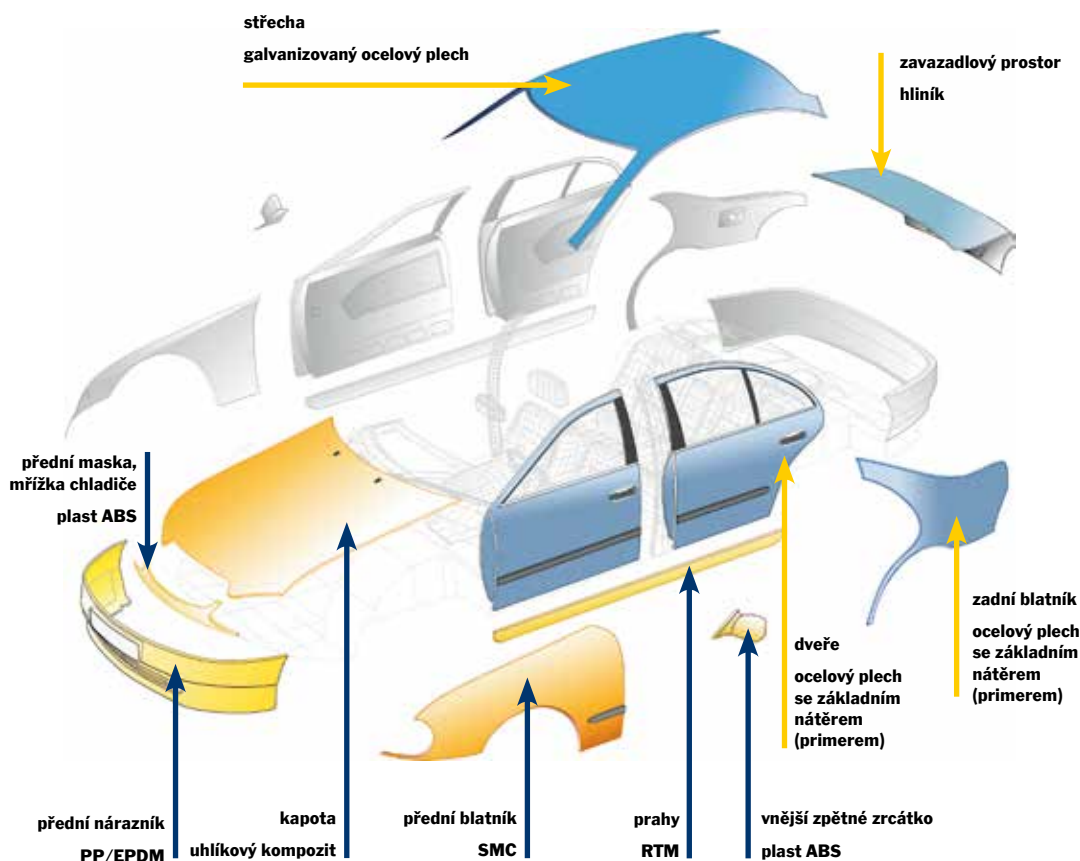 střecha
galvanizovaný ocelový plech
zavazadlový prostor
hliník
přední maska,
mřížka chladiče
plast ABS
zadní blatník
ocelový plech
se základním
nátěrem
(primerem)
dveře
ocelový plech
se základním
nátěrem
(primerem)
přední nárazník
PP/EPDM
kapota
uhlíkový kompozit
přední blatník
SMC
prahy
RTM
vnější zpětné zrcátko
plast ABS